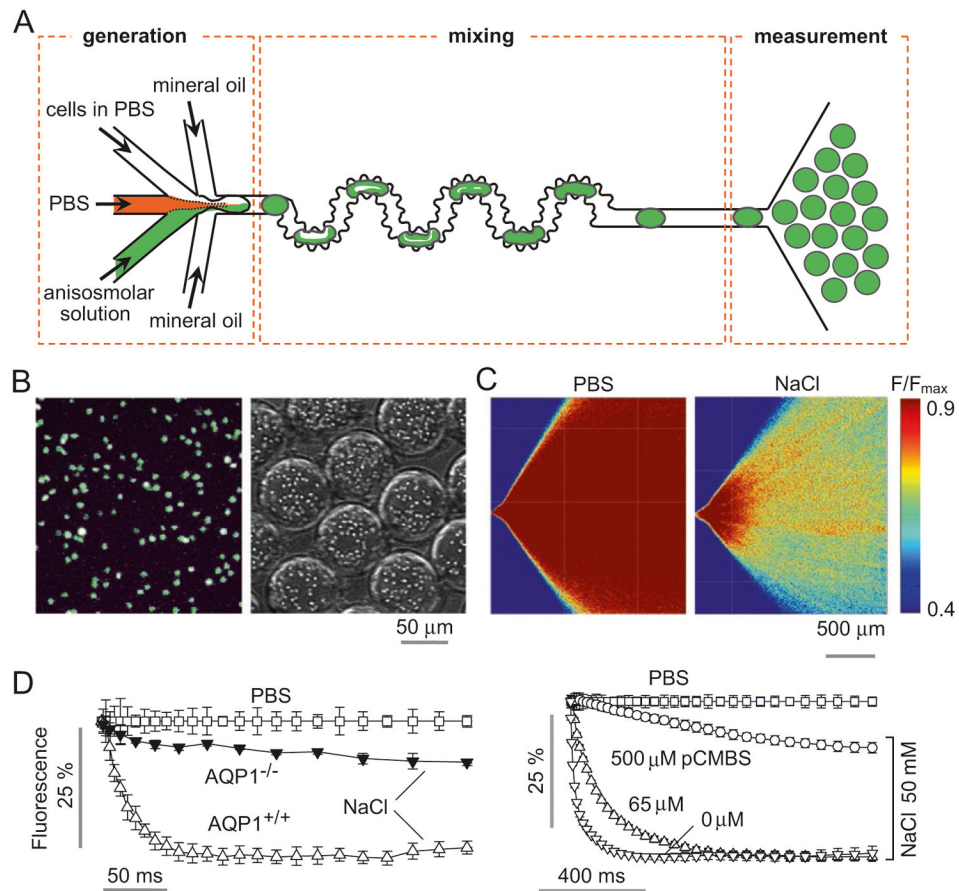 A
generation
mixing
measurement
mineral oil
cells in PBS
PBS
anisosmolar
solution
mineral oil
B
50 μm
C
PBS
NaCl
F/Fmax
0.9
0.4
500 μm
D
Fluorescence
25 %
PBS
AQP1-/-
NaCl
AQP1+/+
50 ms
PBS
25 %
500 μM pCMBS
65 μM
0 μM
NaCl 50 mM
400 ms